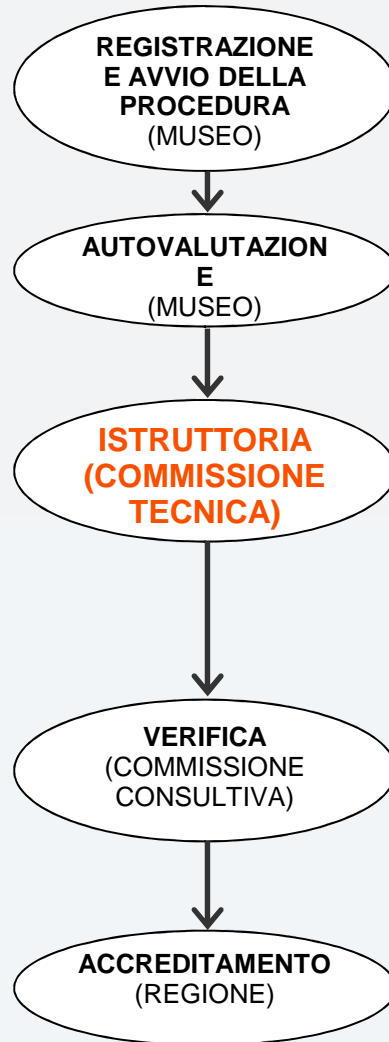 REGISTRAZIONE
E AVVIO DELLA
PROCEDURA
(MUSEO)
AUTOVALUTAZION
E
(MUSEO)
ISTRUTTORIA
(COMMISSIONE
TECNICA)
VERIFICA
(COMMISSIONE
CONSULTIVA)
ACCREDITAMENTO
(REGIONE)